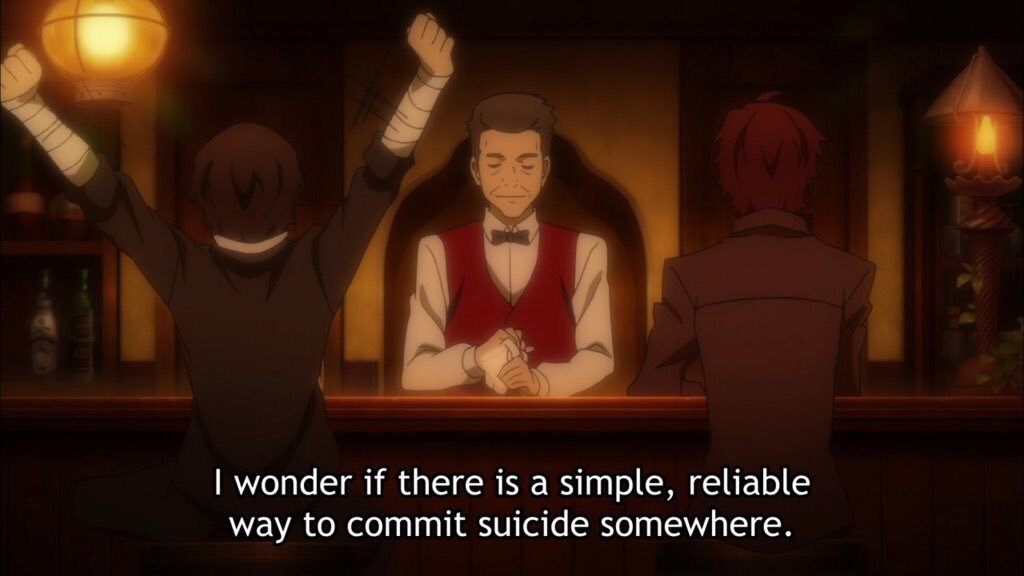 I wonder if there is a simple, reliable
way to commit suicide somewhere.